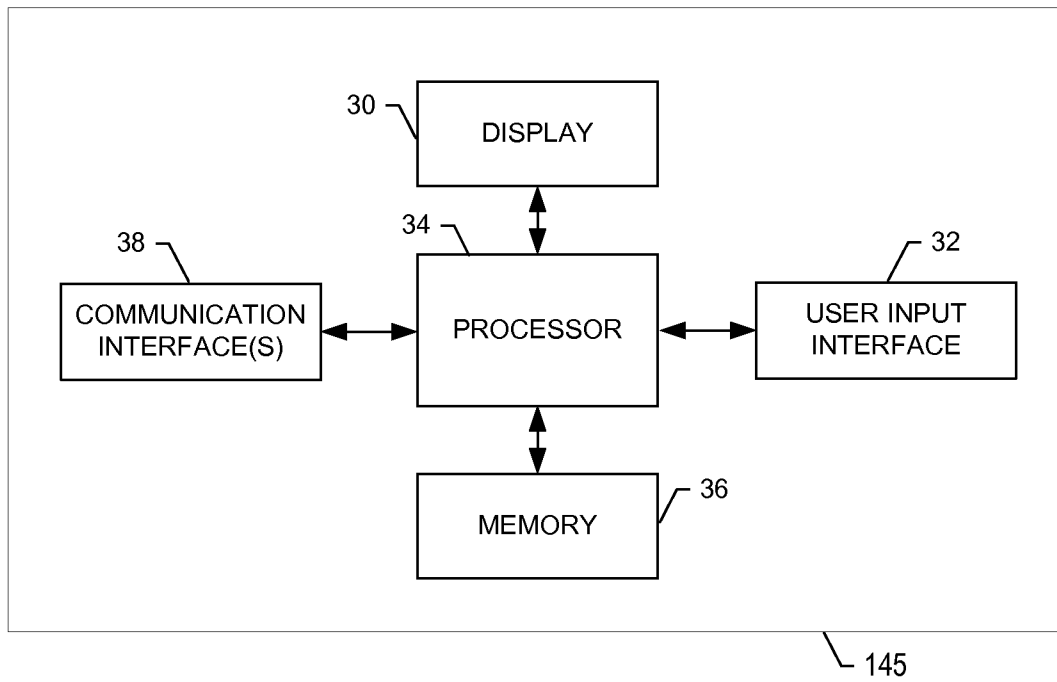 30
DISPLAY
34
38
32
COMMUNICATION
INTERFACE(S)
PROCESSOR
USER INPUT
INTERFACE
36
MEMORY
145